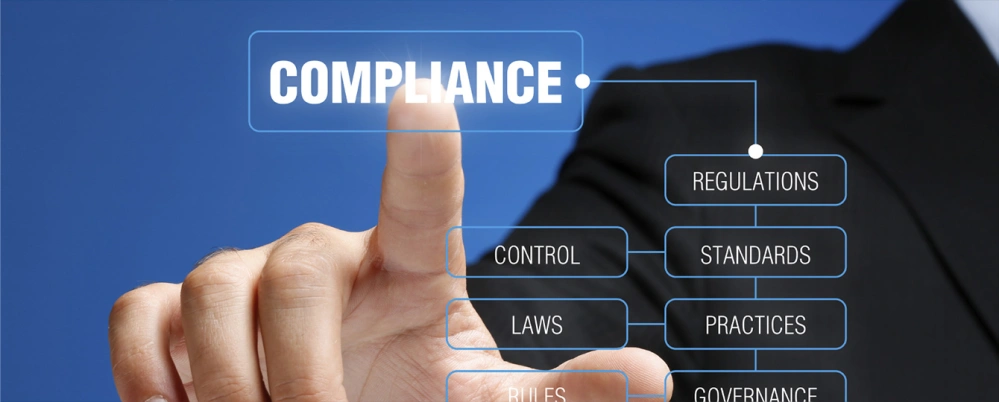 COMPLIANCE
REGULATIONS
CONTROL
STANDARDS
LAWS
PRACTICES
RULES
GOVERNANCE